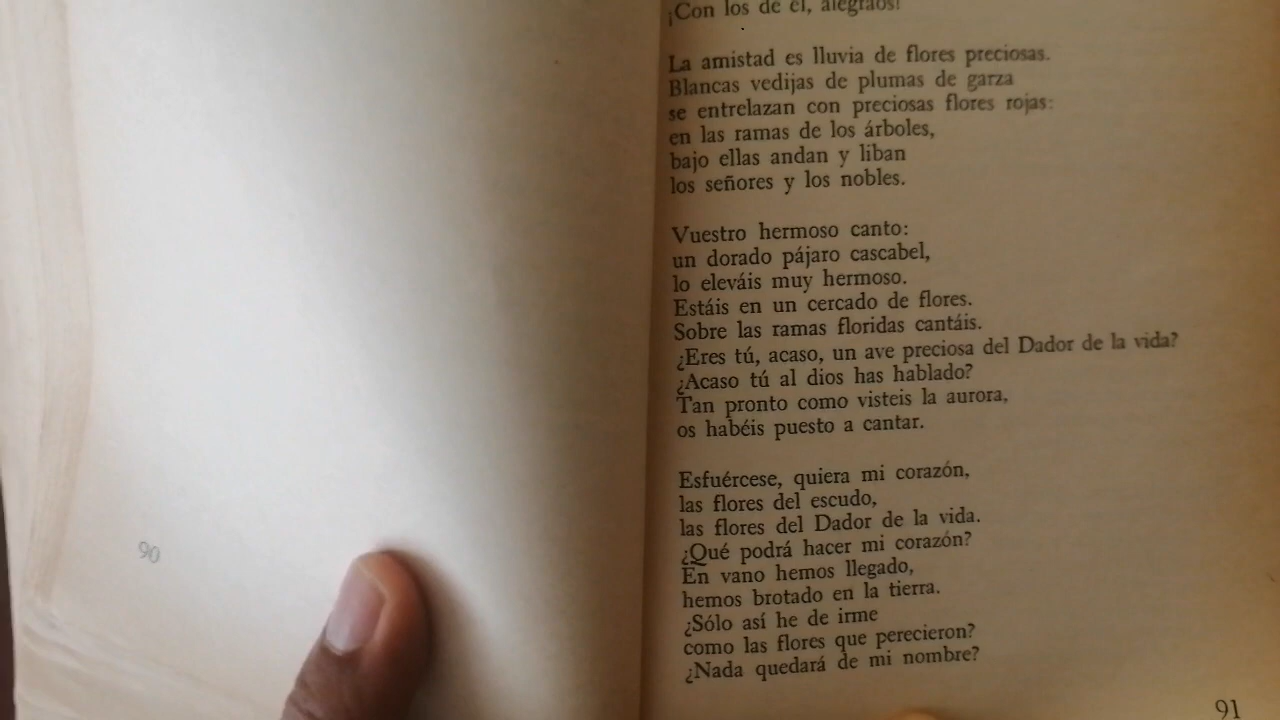 90
¡Con los de él, alegraos!
La amistad es lluvia de flores preciosas.
Blancas vedijas de plumas de garza
se entrelazan con preciosas flores rojas:
en las ramas de los árboles,
bajo ellas andan y liban
los señores y los nobles.
Vuestro hermoso canto:
un dorado pájaro cascabel,
lo eleváis muy hermoso.
Estáis en un cercado de flores.
Sobre las ramas floridas cantáis.
¿Eres tú, acaso, un ave preciosa del Dador de la vida?
¿Acaso tú al dios has hablado?
Tan pronto como visteis la aurora,
os habéis puesto a cantar.
Esfuércese, quiera mi corazón,
las flores del escudo,
las flores del Dador de la vida.
¿Qué podrá hacer mi corazón?
En vano hemos llegado,
hemos brotado en la tierra.
¿Sólo así he de irme
como las flores que perecieron?
¿Nada quedará de mi nombre?
91